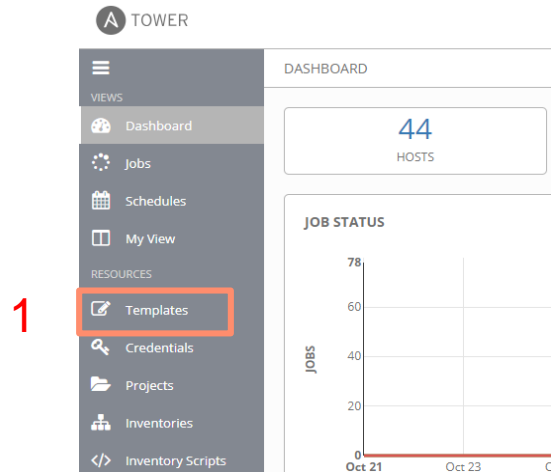 A TOWER
VIEWS
Dashboard
Jobs
Schedules
My View
RESOURCES
1
Templates
Credentials
Projects
Inventories
Inventory Scripts
DASHBOARD
44
HOSTS
JOB STATUS
78
60
40
20
0
JOBS
Oct 21
Oct 23